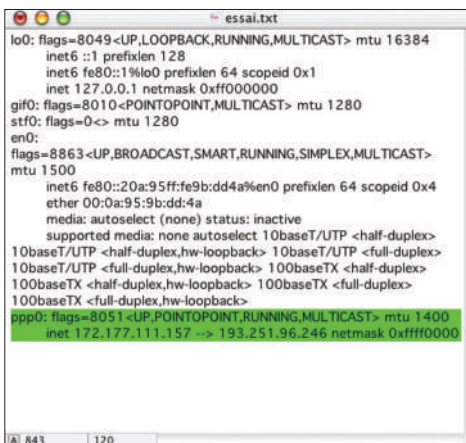 essai.txt
lo0: flags=8049<UP,LOOPBACK,RUNNING,MULTICAST> mtu 16384
inet6 ::1 prefixlen 128
inet6 fe80::1%lo0 prefixlen 64 scopeid 0x1
inet 127.0.0.1 netmask 0xff000000
gif0: flags=8010<POINTOPOINT,MULTICAST> mtu 1280
stf0: flags=0<> mtu 1280
en0:
flags=8863<UP,BROADCAST,SMART,RUNNING,SIMPLEX,MULTICAST>
mtu 1500
inet6 fe80::20a:95ff:fe9b:dd4a%en0 prefixlen 64 scopeid 0x4
ether 00:0a:95:9b:dd:4a
media: autoselect (none) status: inactive
supported media: none autoselect 10baseT/UTP <half-duplex>
10baseT/UTP <half-duplex,hw-loopback> 10baseT/UTP <full-duplex>
10baseT/UTP <full-duplex,hw-loopback> 100baseTX <half-duplex>
100baseTX <half-duplex,hw-loopback> 100baseTX <full-duplex>
100baseTX <full-duplex,hw-loopback>
ppp0: flags=8051<UP,POINTOPOINT,RUNNING,MULTICAST> mtu 1400
inet 172.177.111.157 --> 193.251.96.246 netmask 0xffff0000
A 843 120